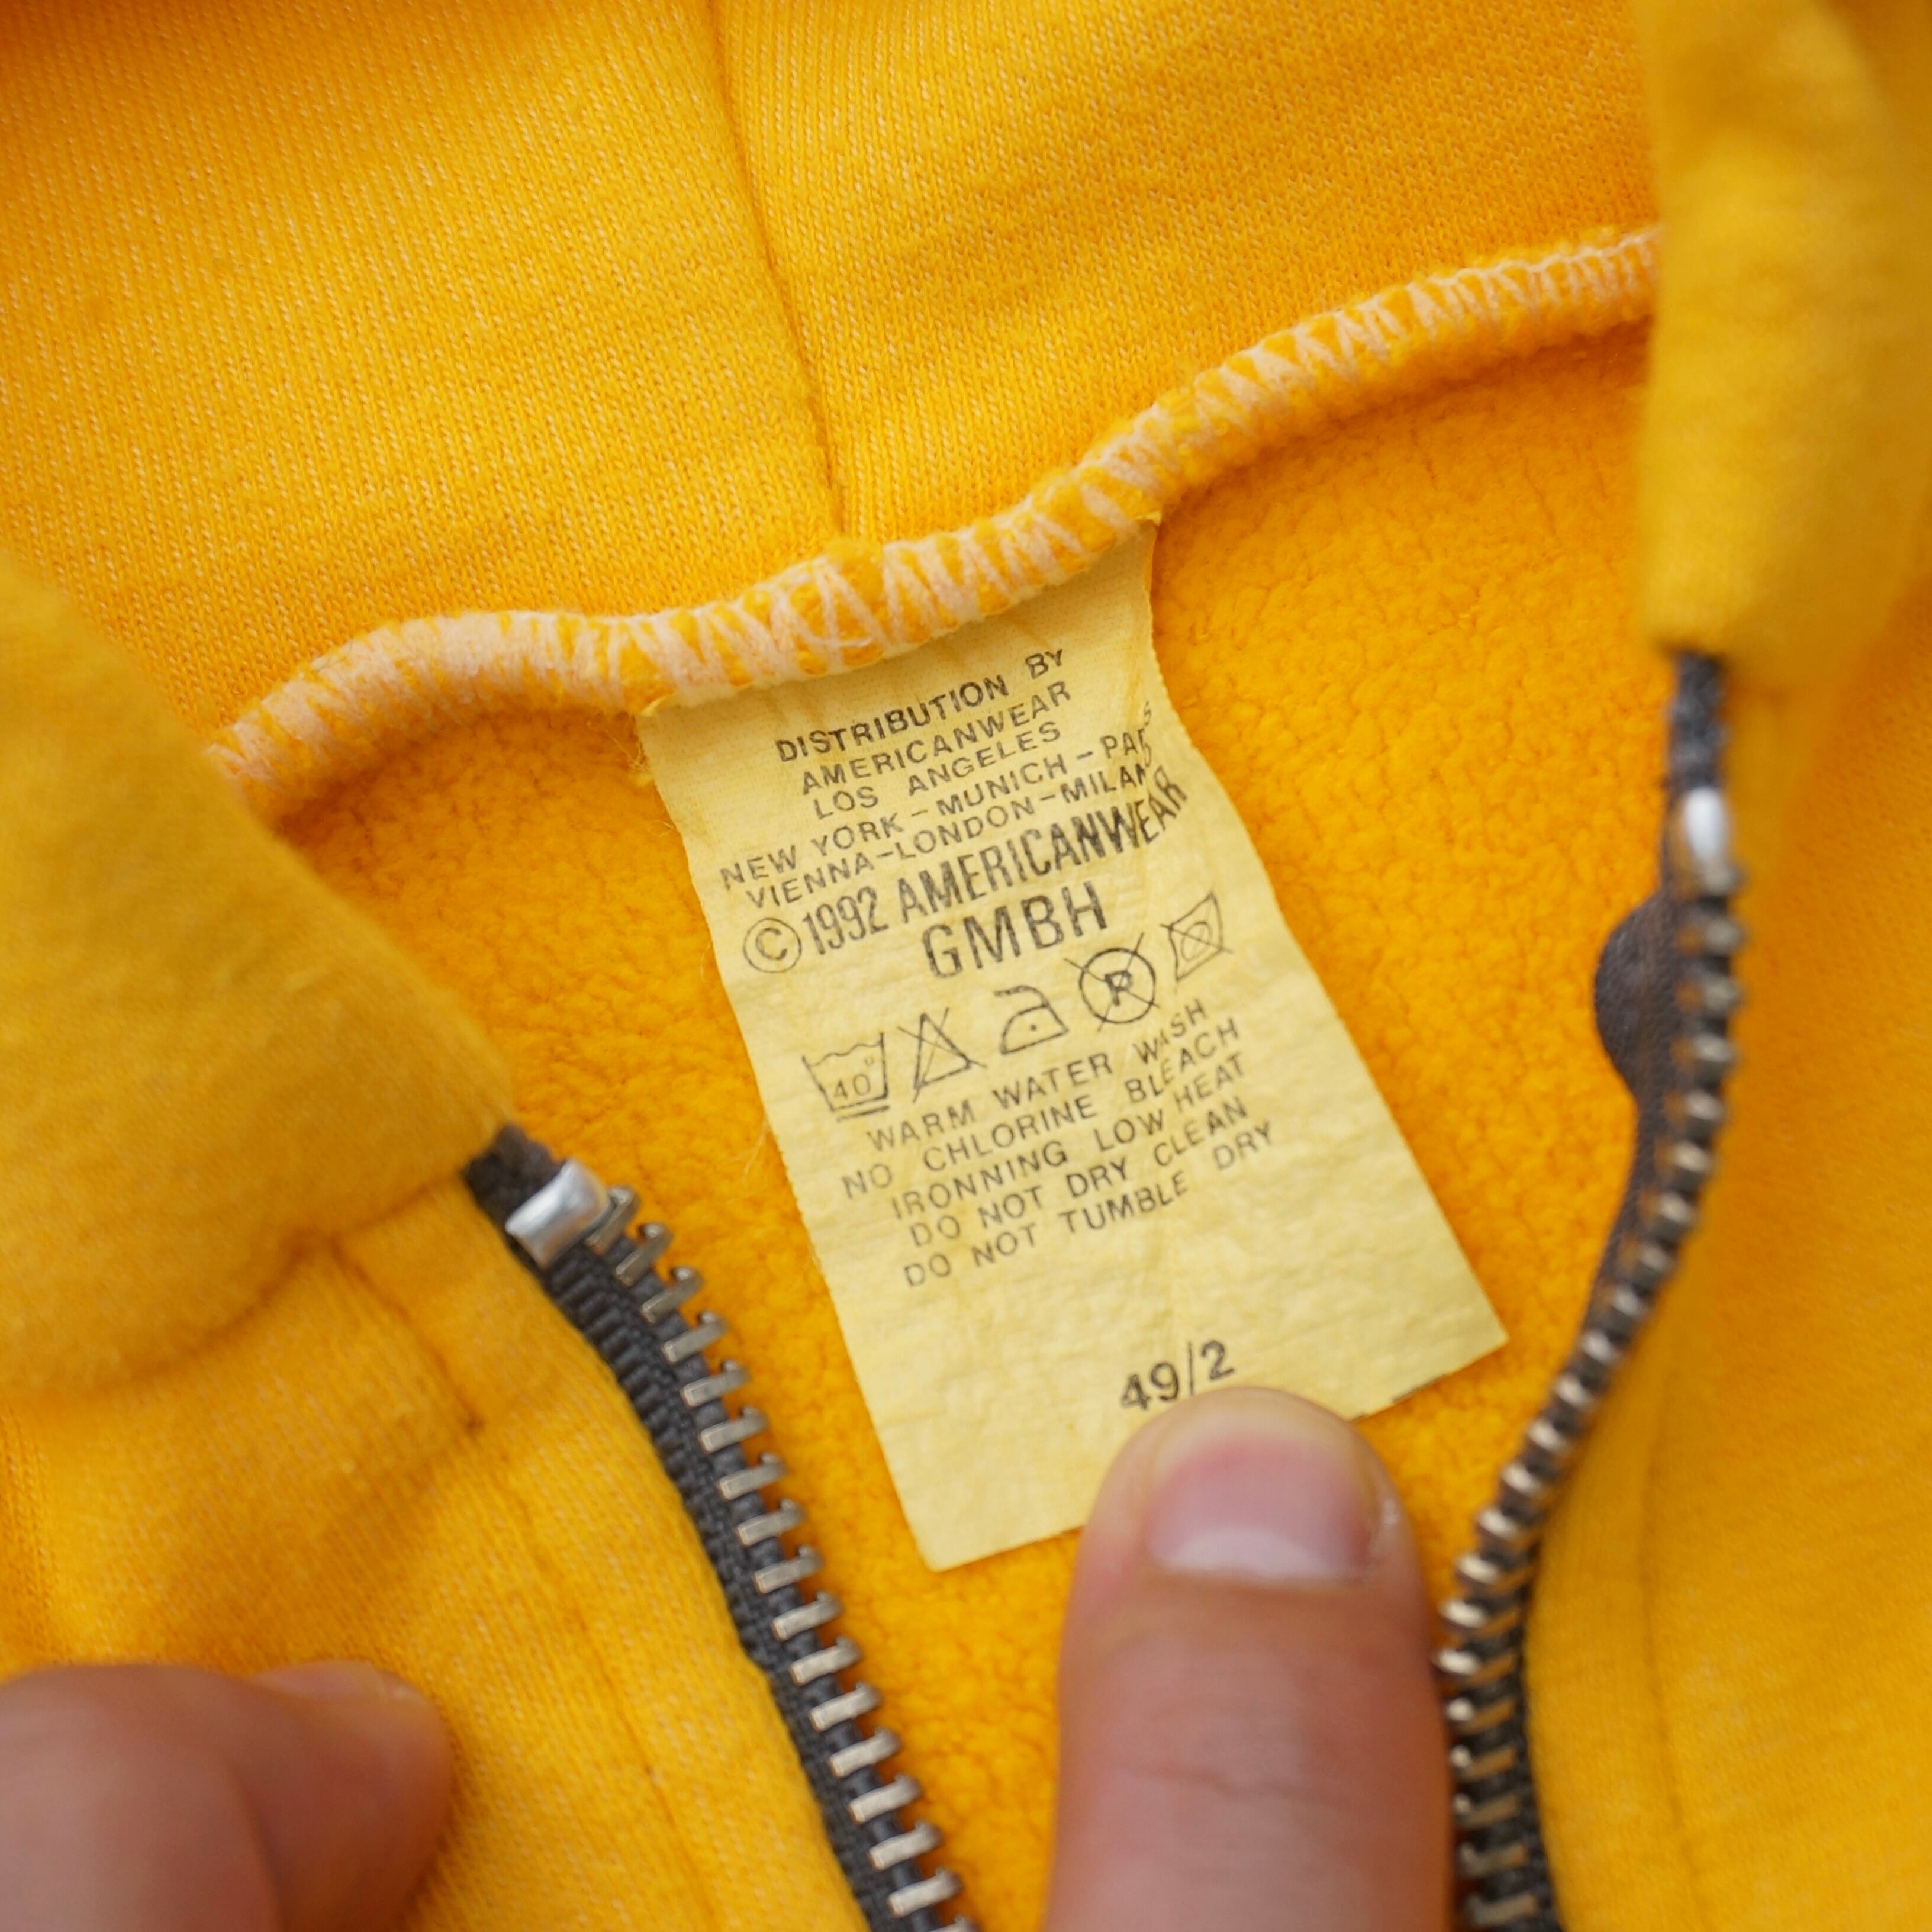 DISTRIBUTION BY
AMERICANWEAR
LOS ANGELES
NEW YORK – MUNICH – PARIS
VIENNA – LONDON – MILAN
© 1992 AMERICANWEAR
GMBH
40° P
WARM WATER WASH
NO CHLORINE BLEACH
IRONNING LOW HEAT
DO NOT DRY CLEAN
DO NOT TUMBLE DRY
49/2